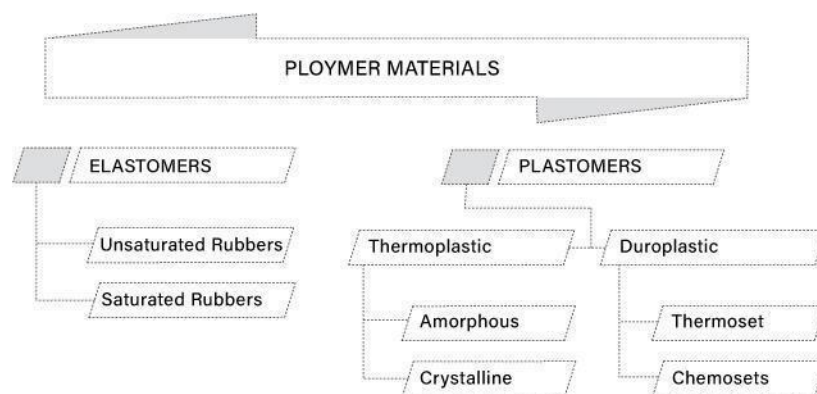 PLOYMER MATERIALS
ELASTOMERS
Unsaturated Rubbers
Saturated Rubbers
PLASTOMERS
Thermoplastic
Duroplastic
Amorphous
Thermoset
Crystalline
Chemosets